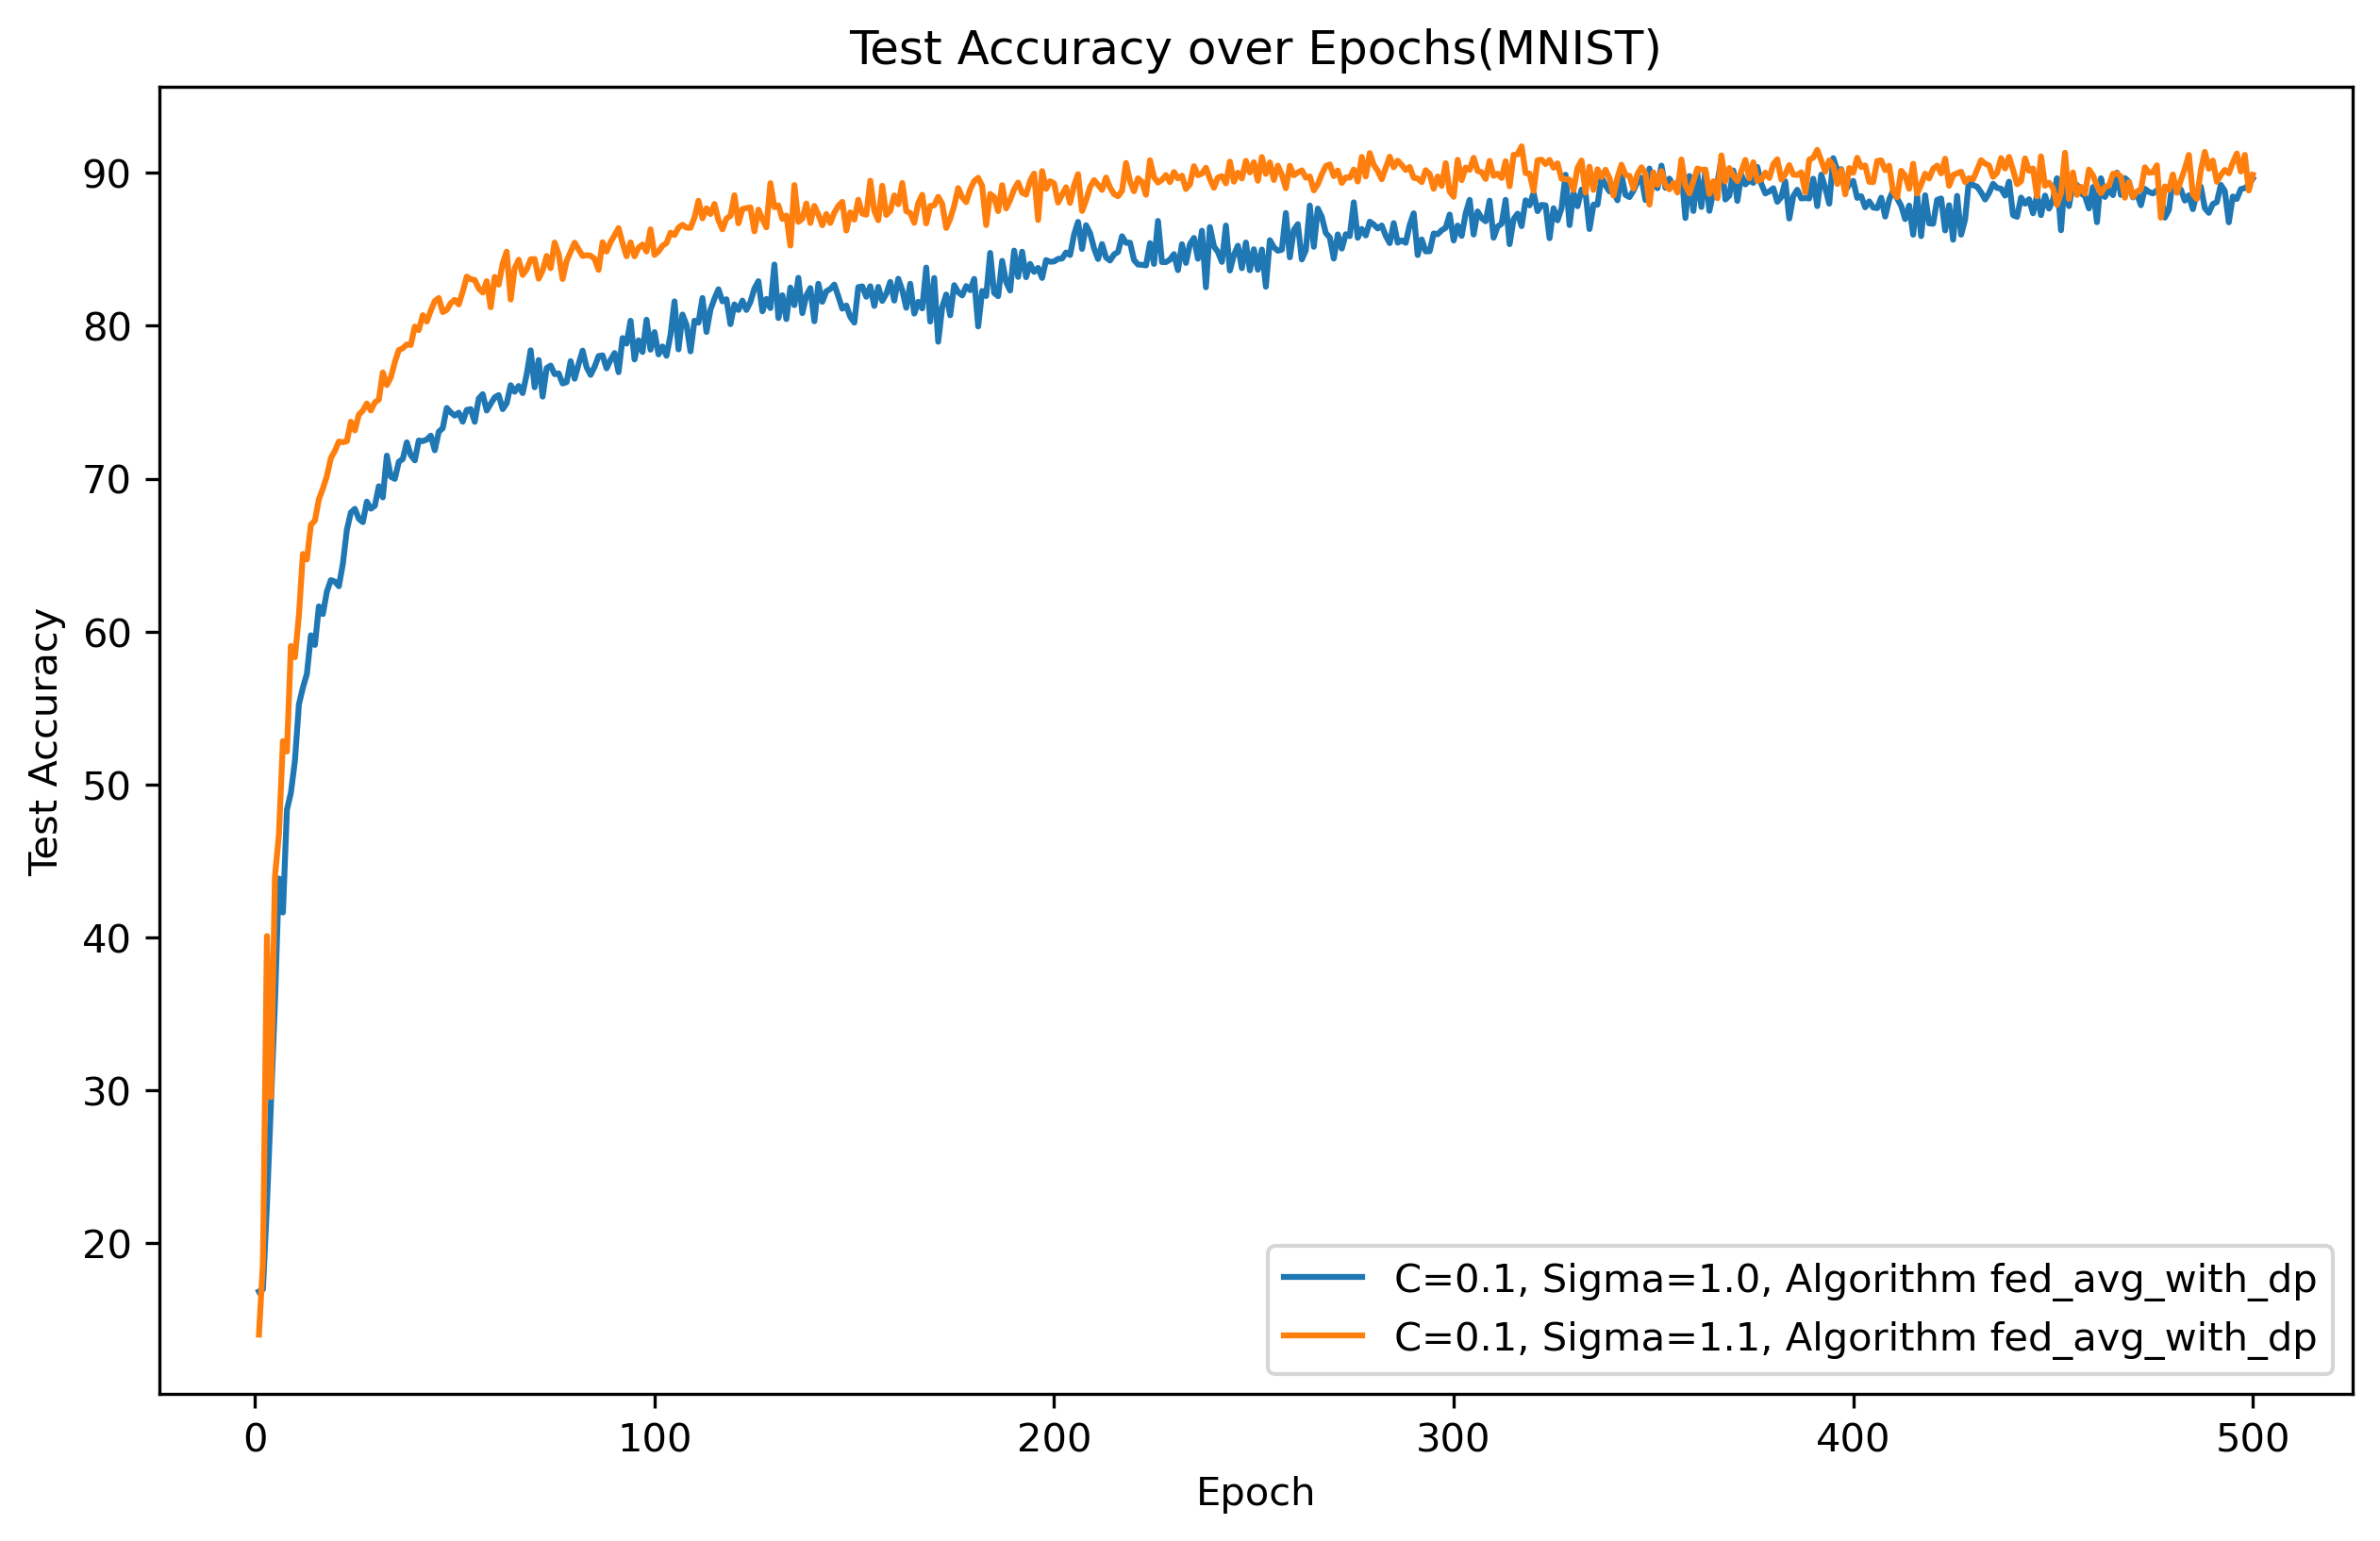 Test Accuracy over Epochs(MNIST)
Test Accuracy
90
80
70
60
50
40
30
20
0 100 200 300 400 500
Epoch
C=0.1, Sigma=1.0, Algorithm fed_avg_with_dp
C=0.1, Sigma=1.1, Algorithm fed_avg_with_dp